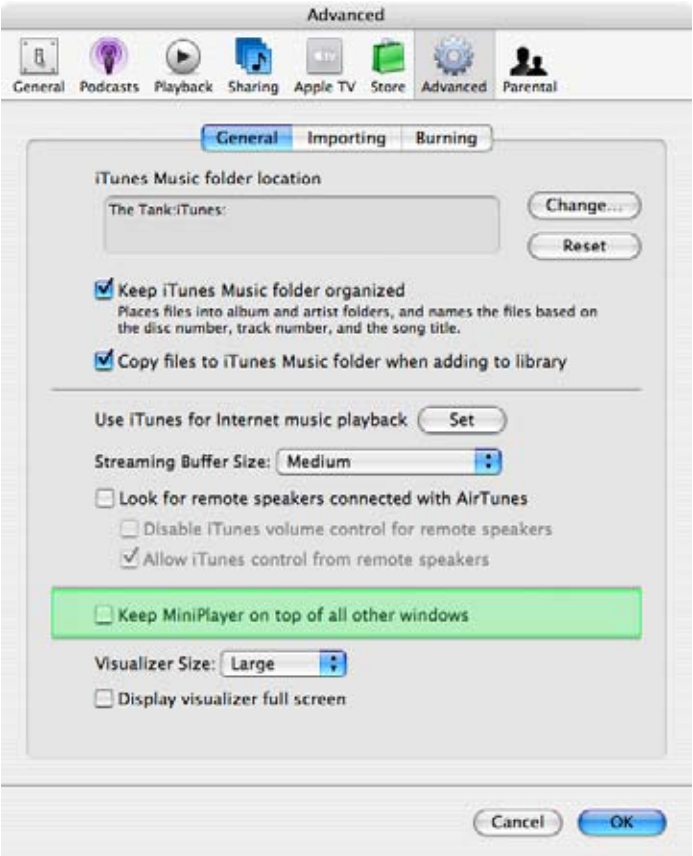 Advanced
General Podcasts Playback Sharing Apple TV Store Advanced Parental
General Importing Burning
iTunes Music folder location
The Tank:iTunes:
Change...
Reset
Keep iTunes Music folder organized
Places files into album and artist folders, and names the files based on
the disc number, track number, and the song title.
Copy files to iTunes Music folder when adding to library
Use iTunes for Internet music playback Set
Streaming Buffer Size: Medium
Look for remote speakers connected with AirTunes
Disable iTunes volume control for remote speakers
Allow iTunes control from remote speakers
Keep MiniPlayer on top of all other windows
Visualizer Size: Large
Display visualizer full screen
Cancel OK